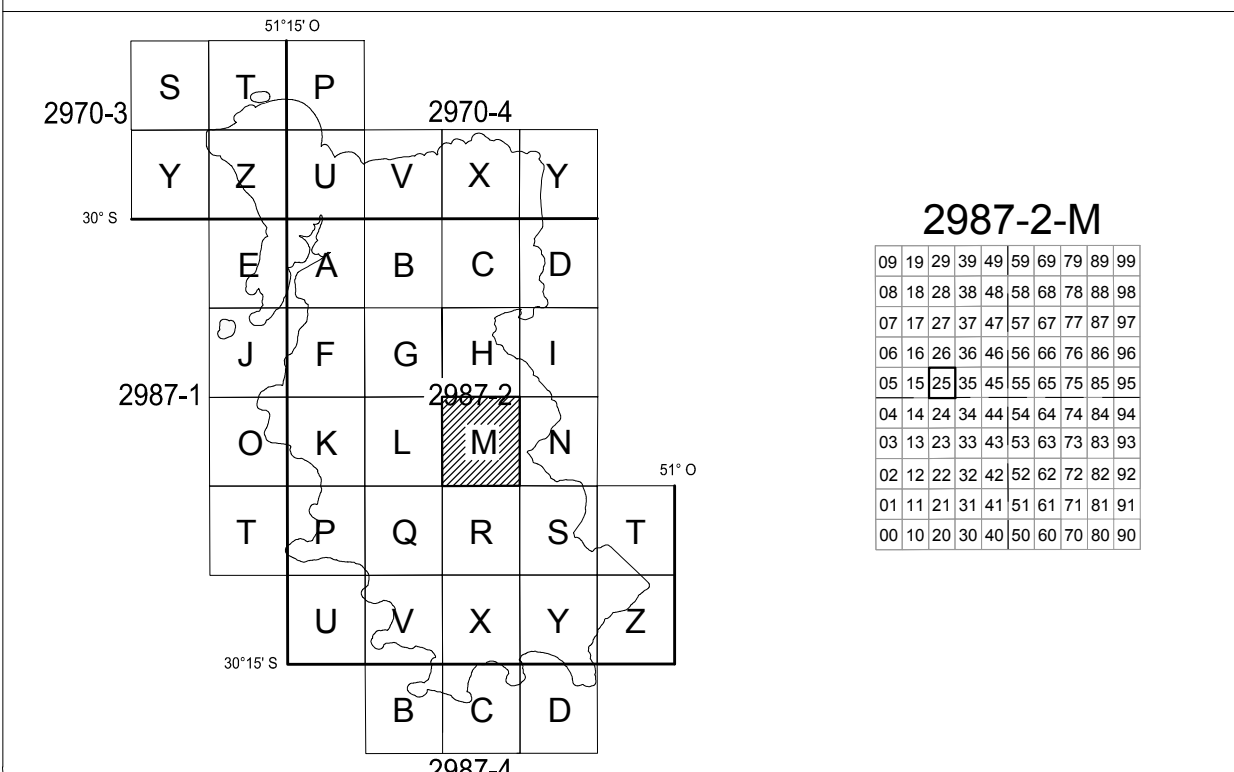 51°15' O
S T P
2970-3 2970-4
Y Z U V X Y
30° S
E A B C D
J F G H I
2987-1 2987-2
O K L M N
51° O
T P Q R S T
U V X Y Z
30°15' S
B C D
2987-4
2987-2-M
09 19 29 39 49 59 69 79 89 99
08 18 28 38 48 58 68 78 88 98
07 17 27 37 47 57 67 77 87 97
06 16 26 36 46 56 66 76 86 96
05 15 25 35 45 55 65 75 85 95
04 14 24 34 44 54 64 74 84 94
03 13 23 33 43 53 63 73 83 93
02 12 22 32 42 52 62 72 82 92
01 11 21 31 41 51 61 71 81 91
00 10 20 30 40 50 60 70 80 90